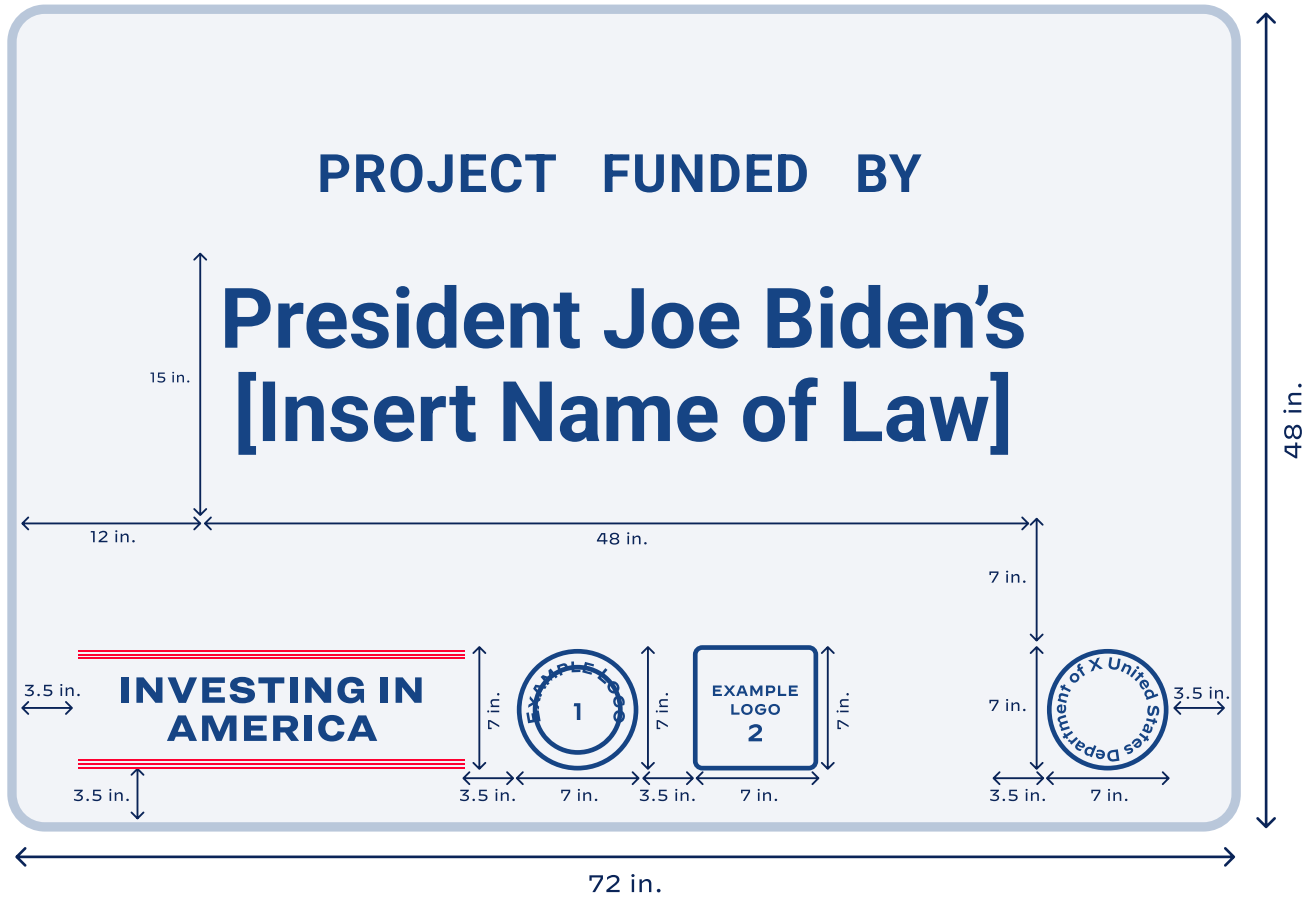 PROJECT FUNDED BY
President Joe Biden’s
[Insert Name of Law]
15 in.
48 in.
12 in.
48 in.
7 in.
INVESTING IN
AMERICA
3.5 in.
7 in.
EXAMPLE LOGO
1
7 in.
EXAMPLE
LOGO
2
7 in.
7 in.
Department of X United States
3.5 in.
3.5 in.
3.5 in.
7 in.
3.5 in.
7 in.
3.5 in.
7 in.
72 in.